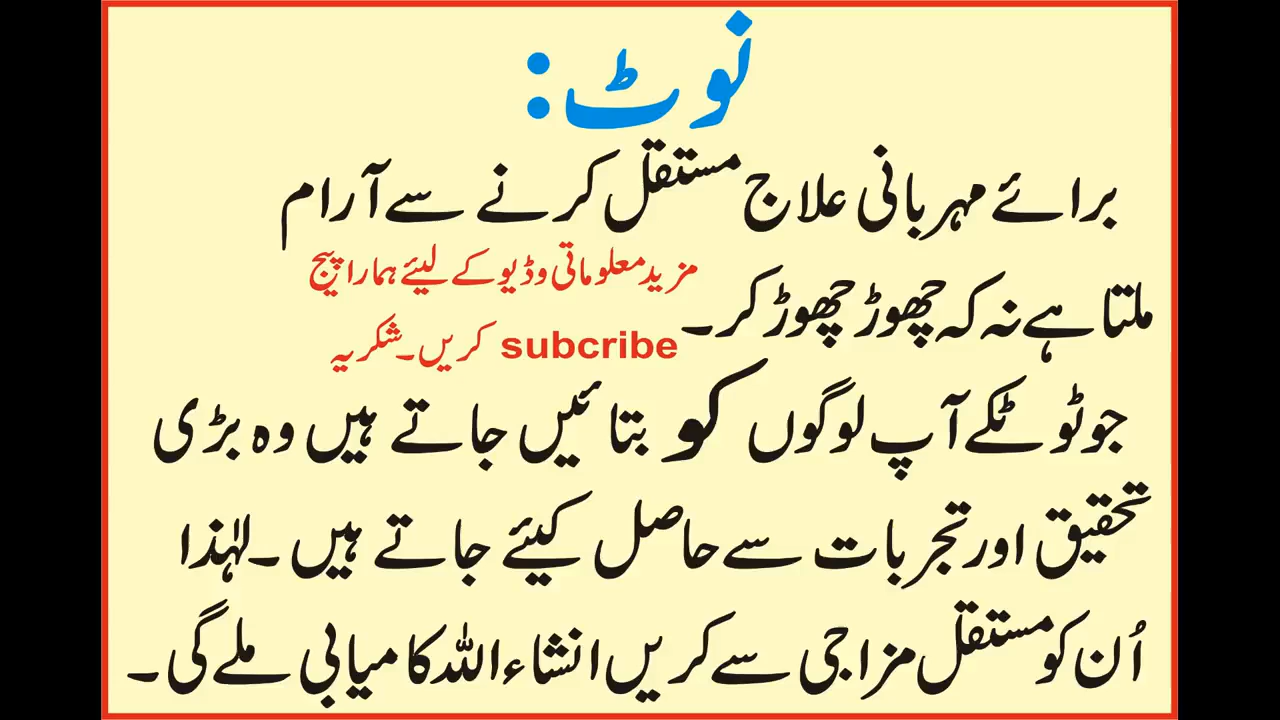 نوٹ:
برائے مہربانی علاج مستقل کرنے سے آرام
مزید معلوماتی وڈیو کے لیئے ہمارا پیج
ملتا ہے نہ کہ چھوڑ چھوڑ کر۔
subcribe کریں۔شکریہ
جو ٹوٹکے آپ لوگوں کو بتائیں جاتے ہیں وہ بڑی
تحقیق اور تجربات سے حاصل کیئے جاتے ہیں۔ لہٰذا
اُن کو مستقل مزاجی سے کریں انشاء اللہ کامیابی ملے گی۔